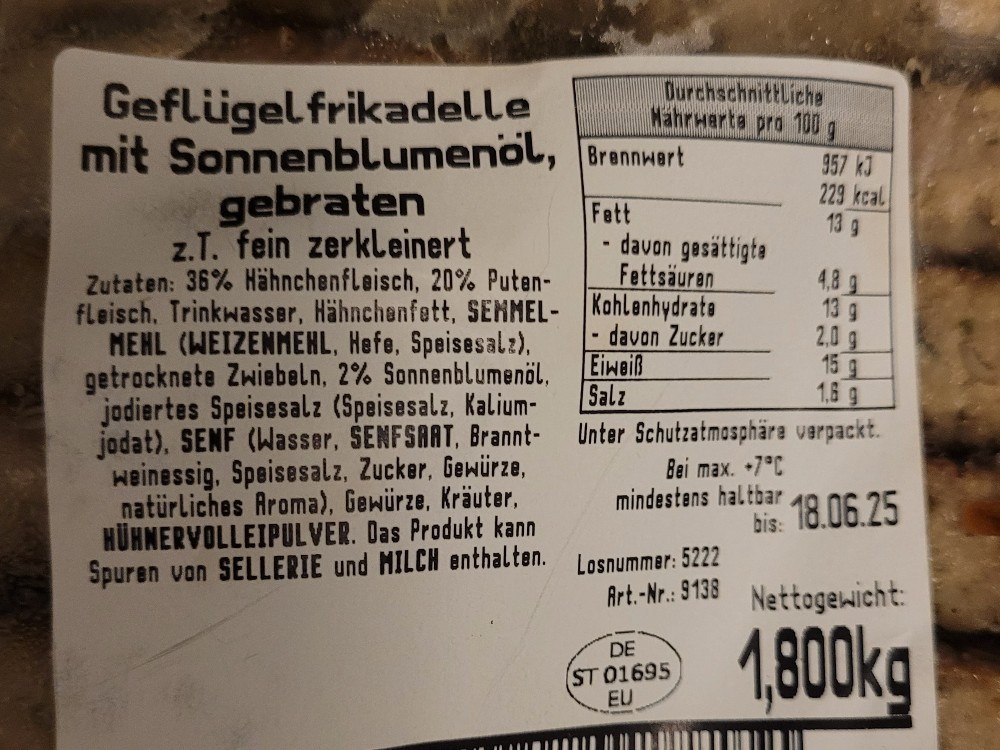 Geflügelfrikadelle
mit Sonnenblumenöl,
gebraten
z.T. fein zerkleinert
Zutaten: 36% Hähnchenfleisch, 20% Puten-
fleisch, Trinkwasser, Hähnchenfett, SEMMEL-
MEHL (WEIZENMEHL, Hefe, Speisesalz),
getrocknete Zwiebeln, 2% Sonnenblumenöl,
jodiertes Speisesalz (Speisesalz, Kalium-
jodat), SENF (Wasser, SENFSAAT, Brannt-
weinessig, Speisesalz, Zucker, Gewürze,
natürliches Aroma), Gewürze, Kräuter,
HÜHNERVOLLEIPULVER. Das Produkt kann
Spuren von SELLERIE und MILCH enthalten.
Durchschnittliche
Nährwerte pro 100 g
Brennwert 957 kJ
229 kcal
Fett 13 g
- davon gesättigte
Fettsäuren 4,8 g
Kohlenhydrate 13 g
- davon Zucker 2,0 g
Eiweiß 15 g
Salz 1,6 g
Unter Schutzatmosphäre verpackt.
Bei max. +7°C
mindestens haltbar
bis: 18.06.25
Losnummer: 5222
Art.-Nr.: 9138
Nettogewicht:
1,800kg
DE
ST 01695
EU